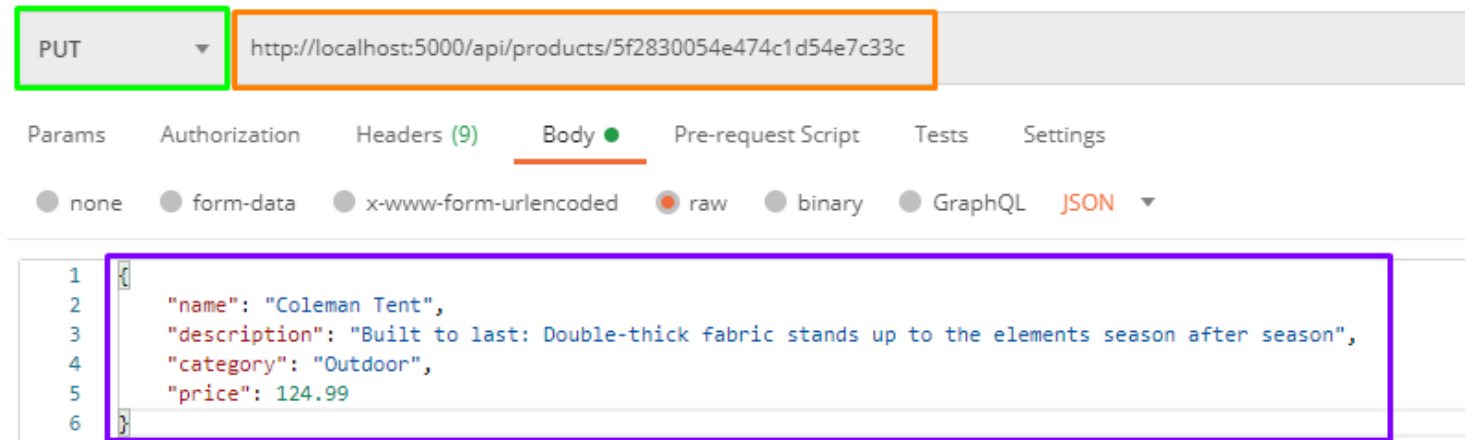 PUT http://localhost:5000/api/products/5f2830054e474c1d54e7c33c
Params Authorization Headers (9) Body Pre-request Script Tests Settings
none form-data x-www-form-urlencoded raw binary GraphQL JSON
1 {
2 "name": "Coleman Tent",
3 "description": "Built to last: Double-thick fabric stands up to the elements season after season",
4 "category": "Outdoor",
5 "price": 124.99
6 }